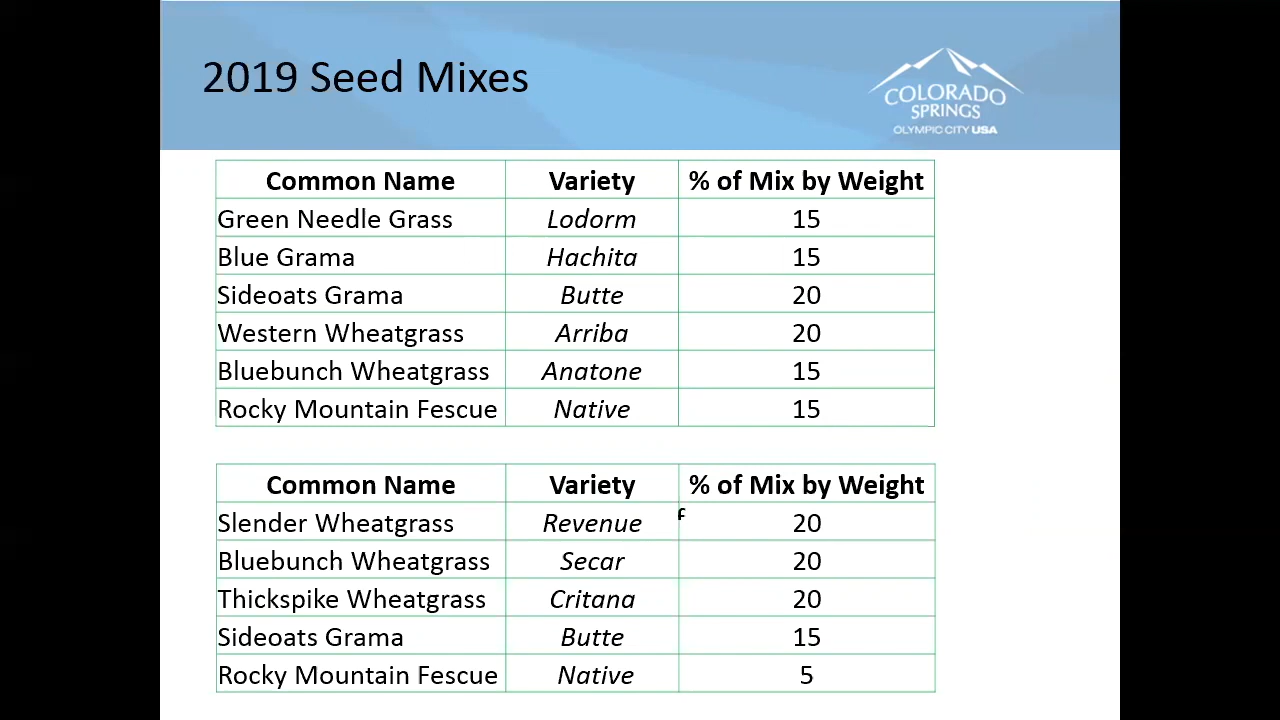 2019 Seed Mixes
COLORADO
SPRINGS
OLYMPIC CITY USA
Common Name Variety % of Mix by Weight
Green Needle Grass Lodorm 15
Blue Grama Hachita 15
Sideoats Grama Butte 20
Western Wheatgrass Arriba 20
Bluebunch Wheatgrass Anatone 15
Rocky Mountain Fescue Native 15
Common Name Variety % of Mix by Weight
Slender Wheatgrass Revenue 20
Bluebunch Wheatgrass Secar 20
Thickspike Wheatgrass Critana 20
Sideoats Grama Butte 15
Rocky Mountain Fescue Native 5